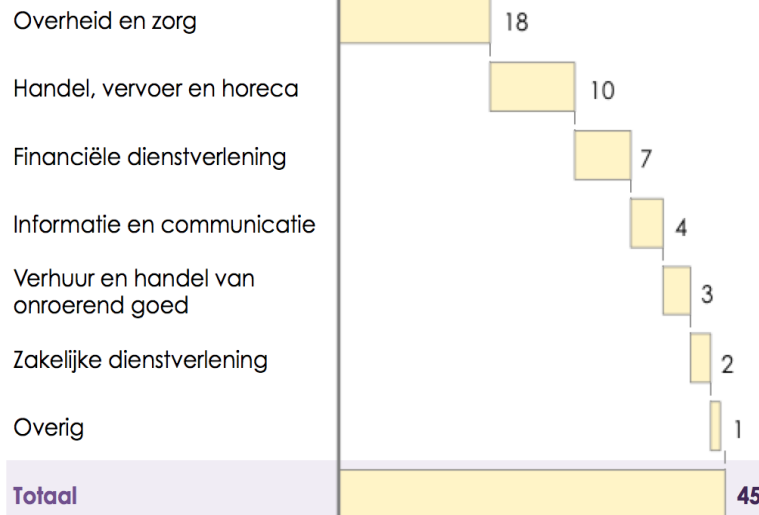 Overheid en zorg 18
Handel, vervoer en horeca 10
Financiële dienstverlening 7
Informatie en communicatie 4
Verhuur en handel van
onroerend goed 3
Zakelijke dienstverlening 2
Overig 1
Totaal 45